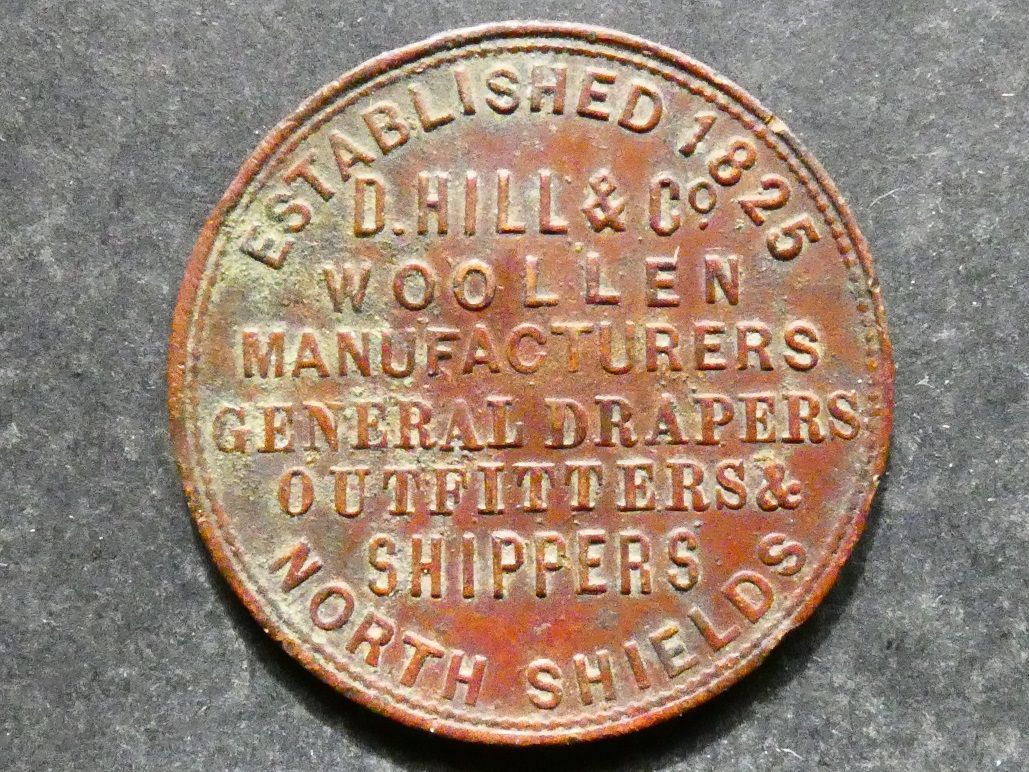 ESTABLISHED 1825
D. HILL & Co.
WOOLLEN
MANUFACTURERS
GENERAL DRAPERS
OUTFITTERS &
SHIPPERS
NORTH SHIELDS